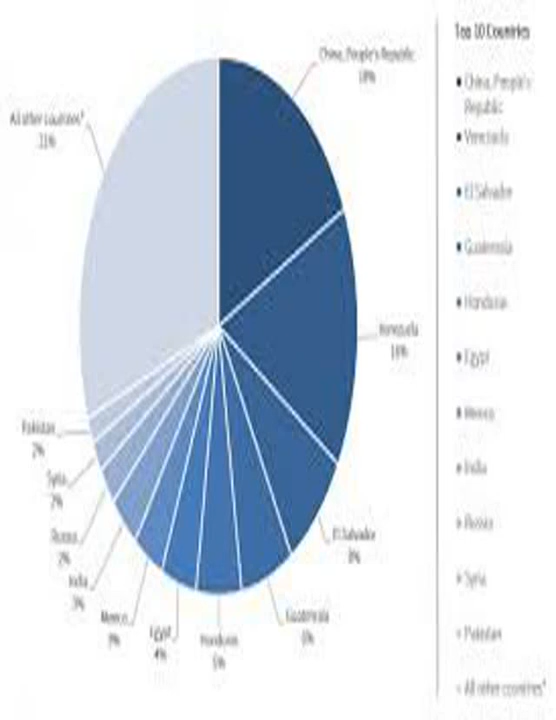 Top 10 Countries
China, People's Republic
All other countries*
Venezuela
El Salvador
Guatemala
Honduras
Egypt
4%
Mexico
India
3%
Russia
2%
Syria
2%
Pakistan
2%
China, People's
Republic
Venezuela
El Salvador
Guatemala
Honduras
Egypt
Mexico
India
Russia
Syria
Pakistan
All other countries*